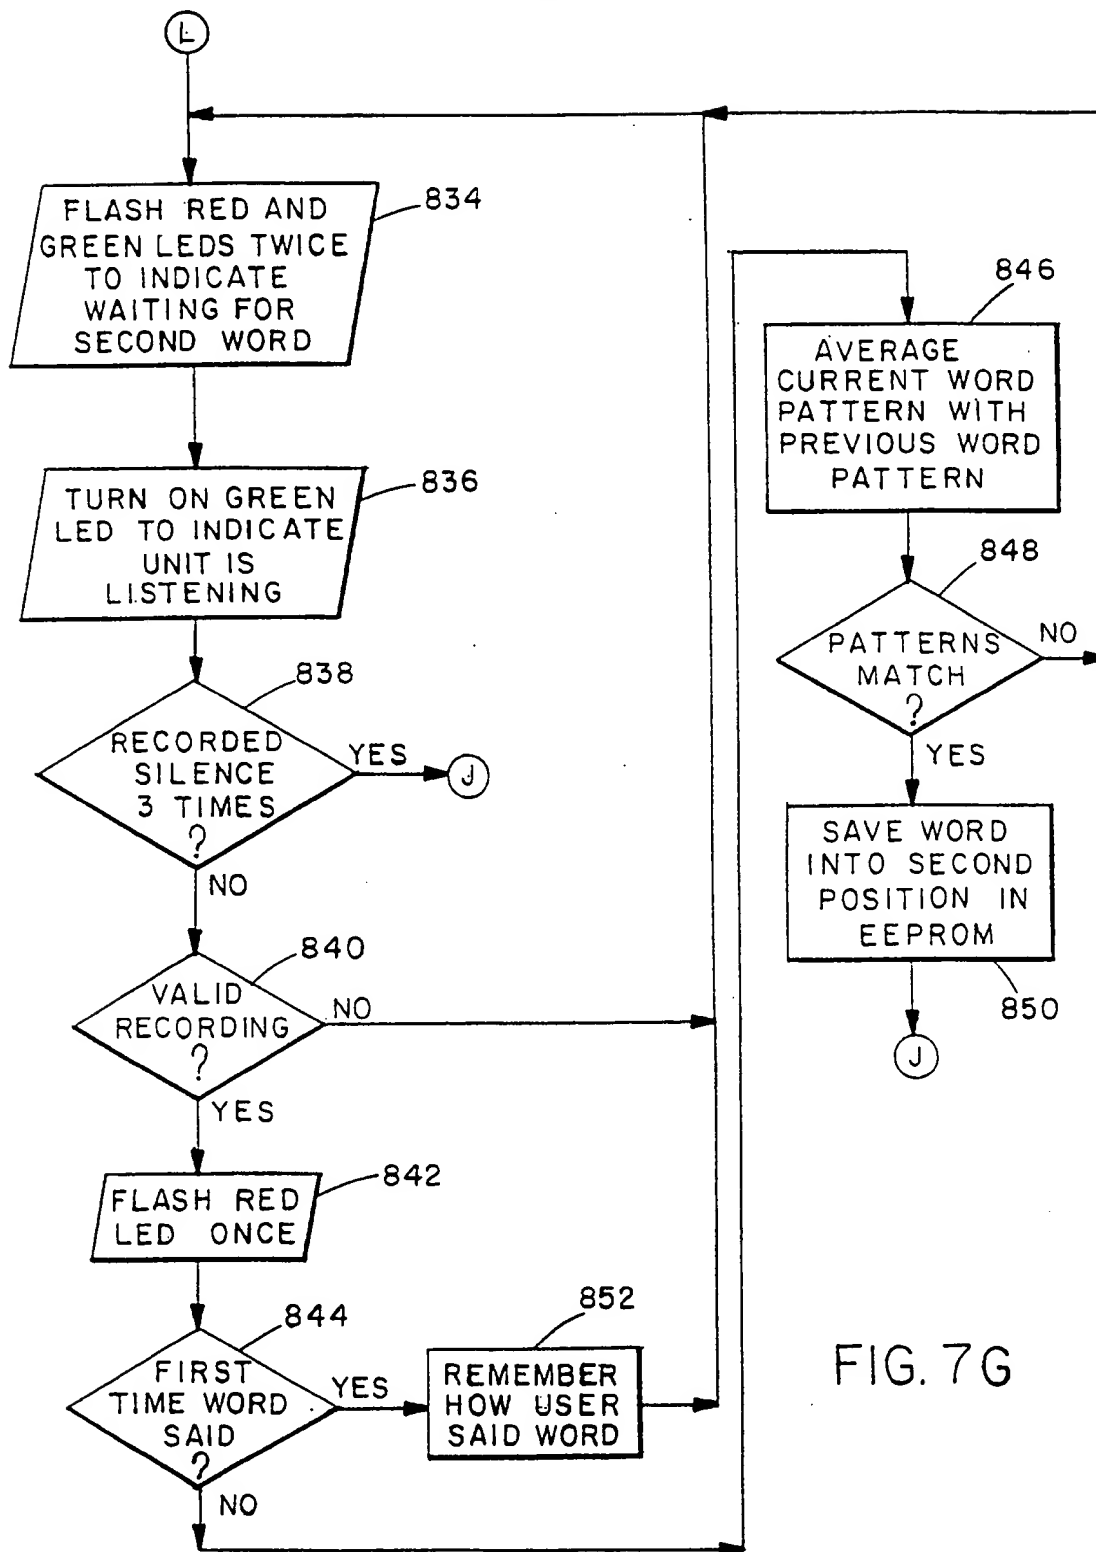 L
FLASH RED AND
GREEN LEDS TWICE
TO INDICATE
WAITING FOR
SECOND WORD
834
TURN ON GREEN
LED TO INDICATE
UNIT IS
LISTENING
836
838
RECORDED
SILENCE
3 TIMES
?
YES
J
NO
840
VALID
RECORDING
?
NO
YES
842
FLASH RED
LED ONCE
844
FIRST
TIME WORD
SAID
?
YES
852
REMEMBER
HOW USER
SAID WORD
NO
846
AVERAGE
CURRENT WORD
PATTERN WITH
PREVIOUS WORD
PATTERN
848
PATTERNS
MATCH
?
NO
YES
SAVE WORD
INTO SECOND
POSITION IN
EEPROM
850
J
FIG. 7G